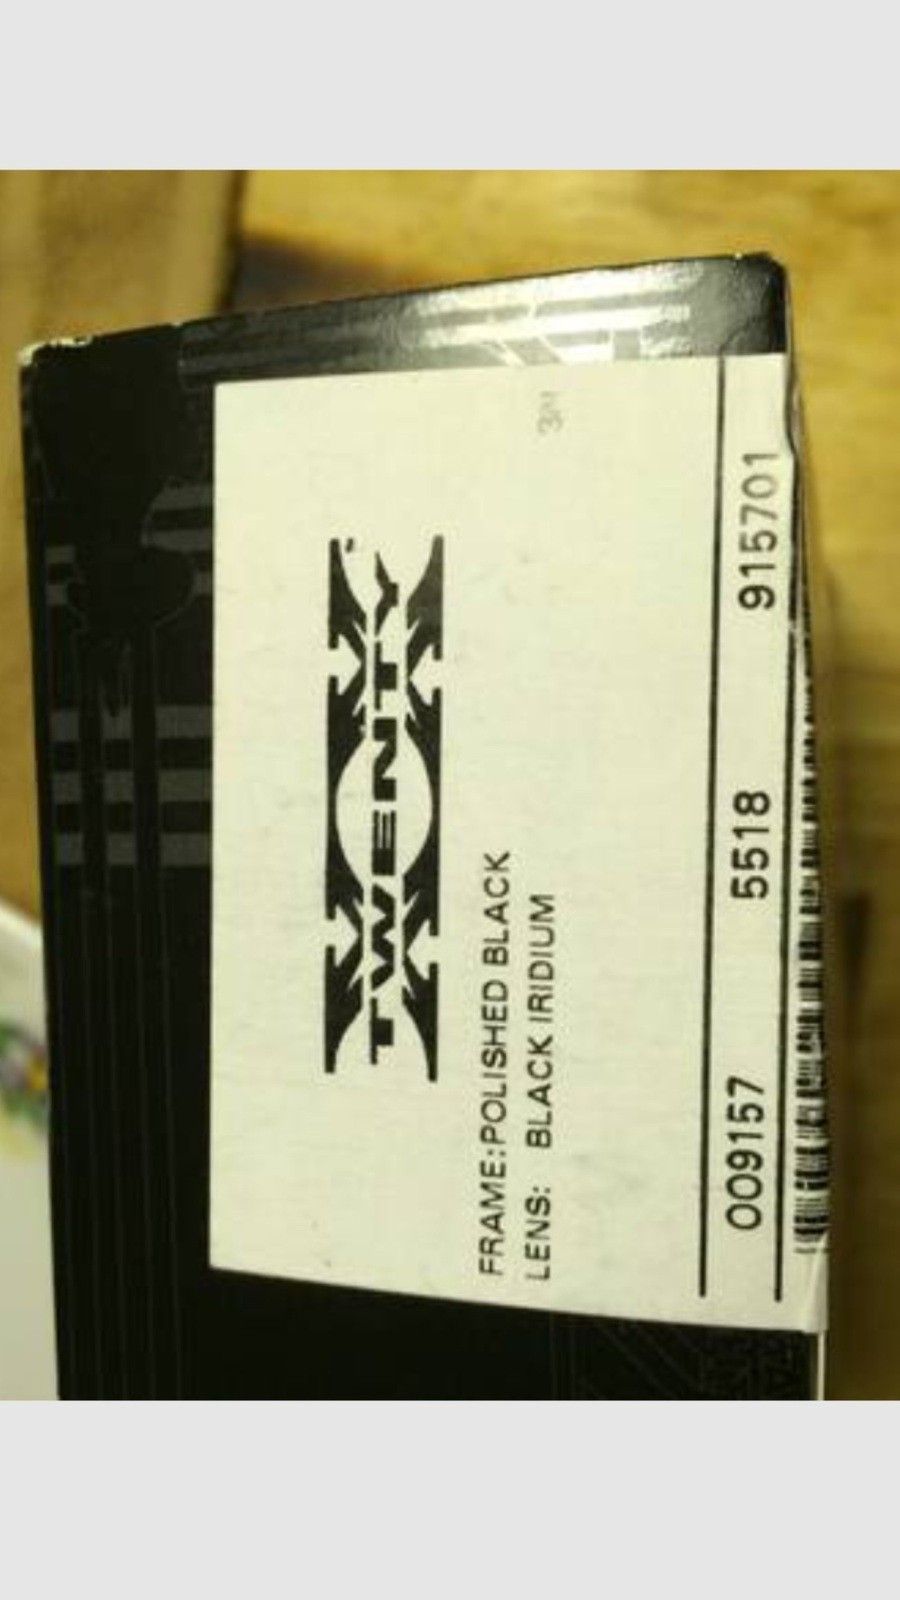 TWENTY
FRAME: POLISHED BLACK
LENS: BLACK IRIDIUM
OO9157 5518 915701